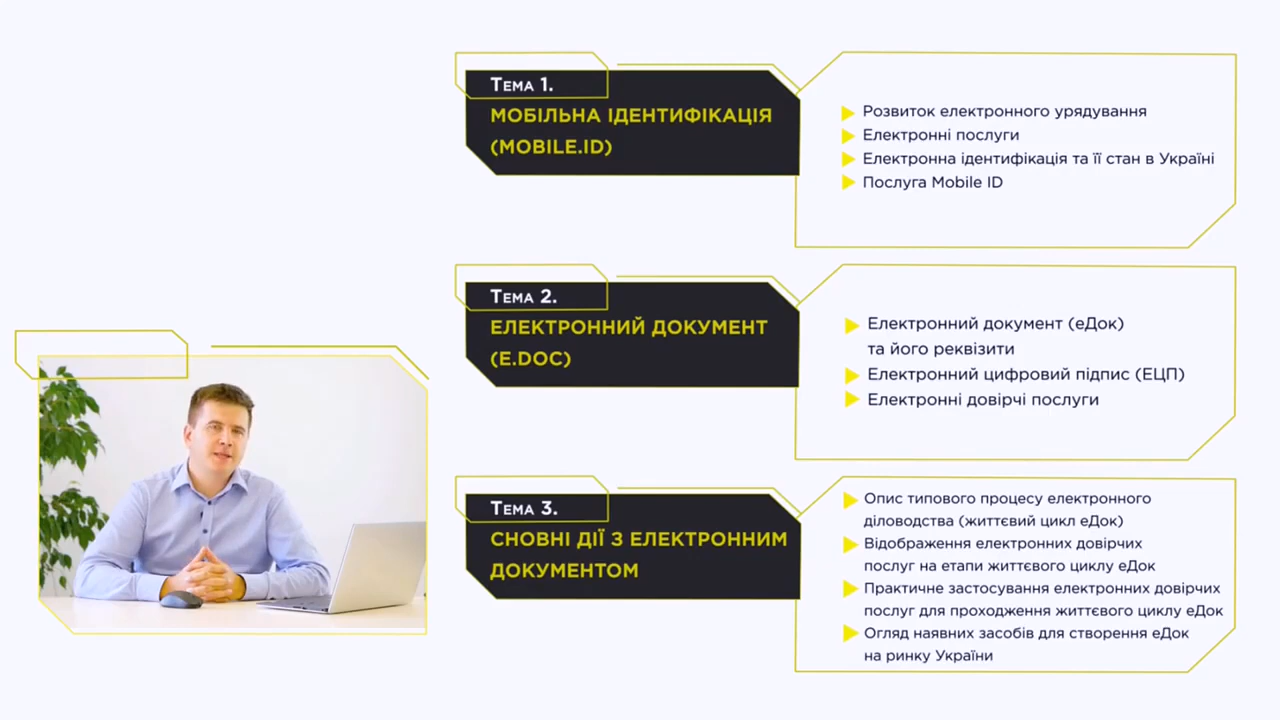 Тема 1.
МОБІЛЬНА ІДЕНТИФІКАЦІЯ
(MOBILE.ID)
Розвиток електронного урядування
Електронні послуги
Електронна ідентифікація та її стан в Україні
Послуга Mobile ID
Тема 2.
ЕЛЕКТРОННИЙ ДОКУМЕНТ
(E.DOC)
Електронний документ (еДок)
та його реквізити
Електронний цифровий підпис (ЕЦП)
Електронні довірчі послуги
Тема 3.
СНОВНІ ДІЇ З ЕЛЕКТРОННИМ
ДОКУМЕНТОМ
Опис типового процесу електронного
діловодства (життєвий цикл еДок)
Відображення електронних довірчих
послуг на етапи життєвого циклу еДок
Практичне застосування електронних довірчих
послуг для проходження життєвого циклу еДок
Огляд наявних засобів для створення еДок
на ринку України